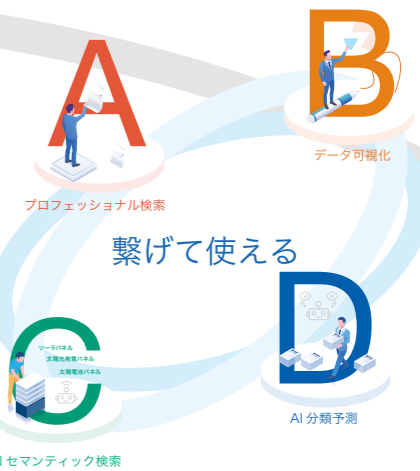 A
B
プロフェッショナル検索
データ可視化
繋げて使える
C
ソーラパネル
太陽光発電パネル
太陽電池パネル
D
I セマンティック検索
AI 分類予測